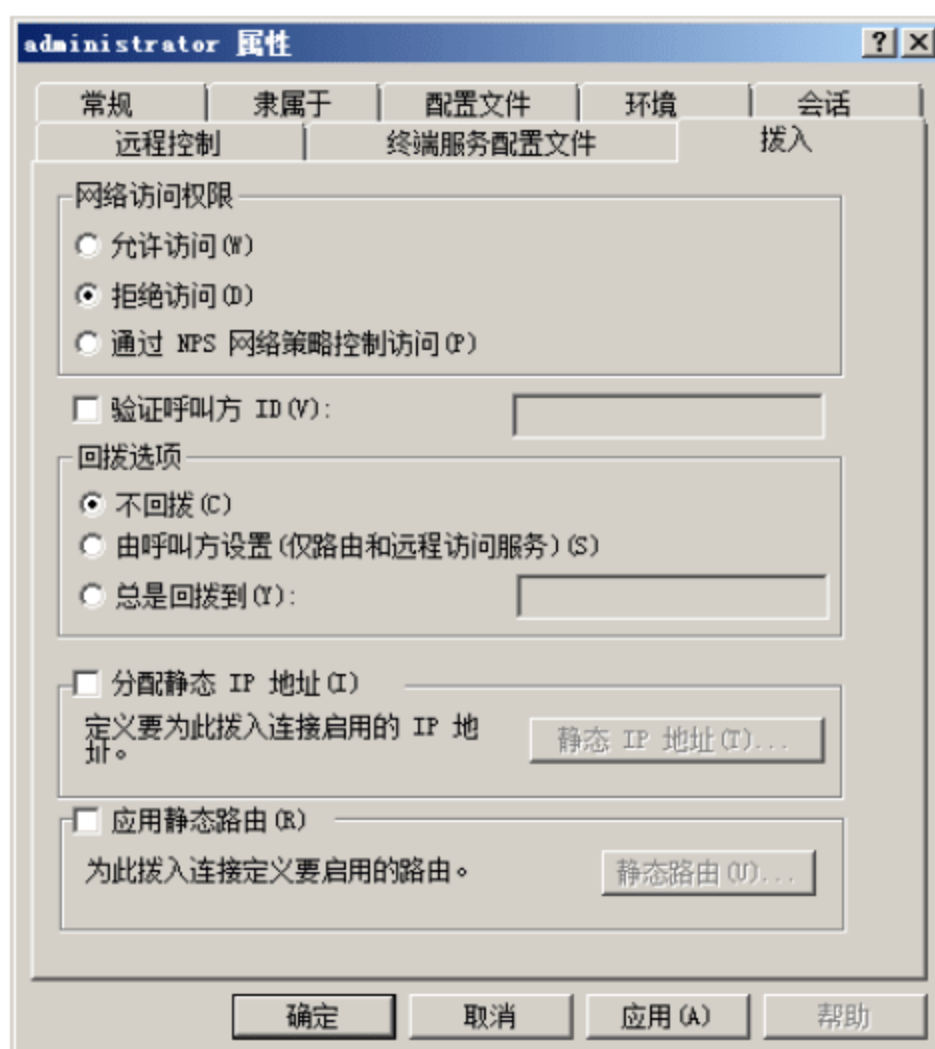 administrator 属性
常规
隶属于
配置文件
环境
会话
远程控制
终端服务配置文件
拨入
网络访问权限
允许访问(W)
拒绝访问(D)
通过 NPS 网络策略控制访问(P)
验证呼叫方 ID(V):
回拨选项
不回拨(C)
由呼叫方设置(仅路由和远程访问服务)(S)
总是回拨到(Y):
分配静态 IP 地址(I)
定义要为此拨入连接启用的 IP 地
址。
静态 IP 地址(T)...
应用静态路由(R)
为此拨入连接定义要启用的路由。
静态路由(U)...
确定
取消
应用(A)
帮助